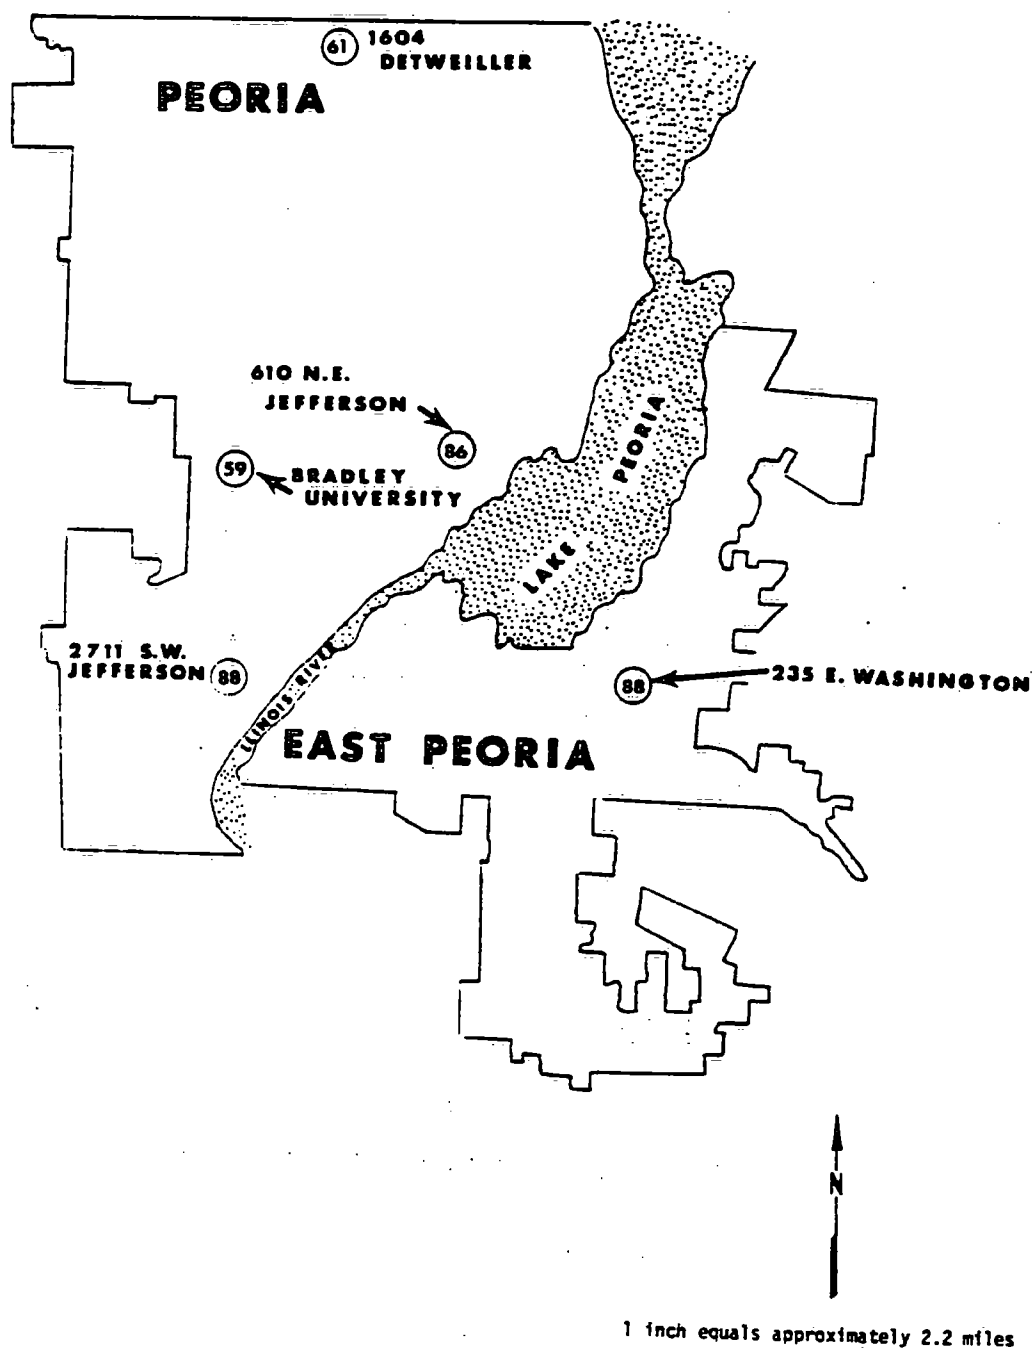 61 1604
DETWEILLER
PEORIA
610 N.E.
JEFFERSON
86
59 BRADLEY
UNIVERSITY
LAKE PEORIA
2711 S.W.
JEFFERSON 88
ILLINOIS RIVER
88 235 E. WASHINGTON
EAST PEORIA
N
1 inch equals approximately 2.2 miles